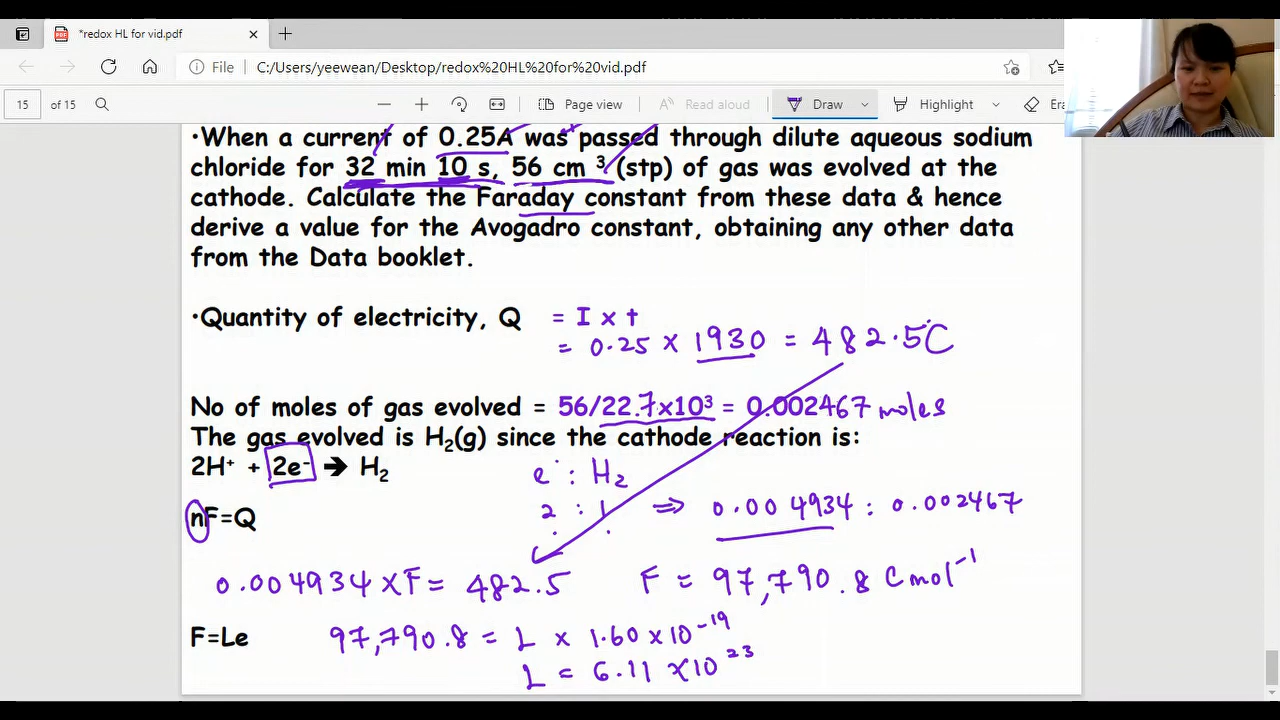 *redox HL for vid.pdf
File C:/Users/yeewean/Desktop/redox%20HL%20for%20vid.pdf
15 of 15 Page view Read aloud Draw Highlight
•When a current of 0.25A was passed through dilute aqueous sodium
chloride for 32 min 10 s, 56 cm ³ (stp) of gas was evolved at the
cathode. Calculate the Faraday constant from these data & hence
derive a value for the Avogadro constant, obtaining any other data
from the Data booklet.
•Quantity of electricity, Q = I x t
= 0.25 x 1930 = 482.5C
No of moles of gas evolved = 56/22.7x10³ = 0.002467 moles
The gas evolved is H₂(g) since the cathode reaction is:
2H⁺ + 2e⁻ ➔ H₂
e⁻ : H₂
2 : 1 ⇒ 0.004934 : 0.002467
nF=Q
0.004934 x F = 482.5 F = 97,790.8 C mol⁻¹
F=Le 97,790.8 = L x 1.60 x 10⁻¹⁹
L = 6.11 x 10²³